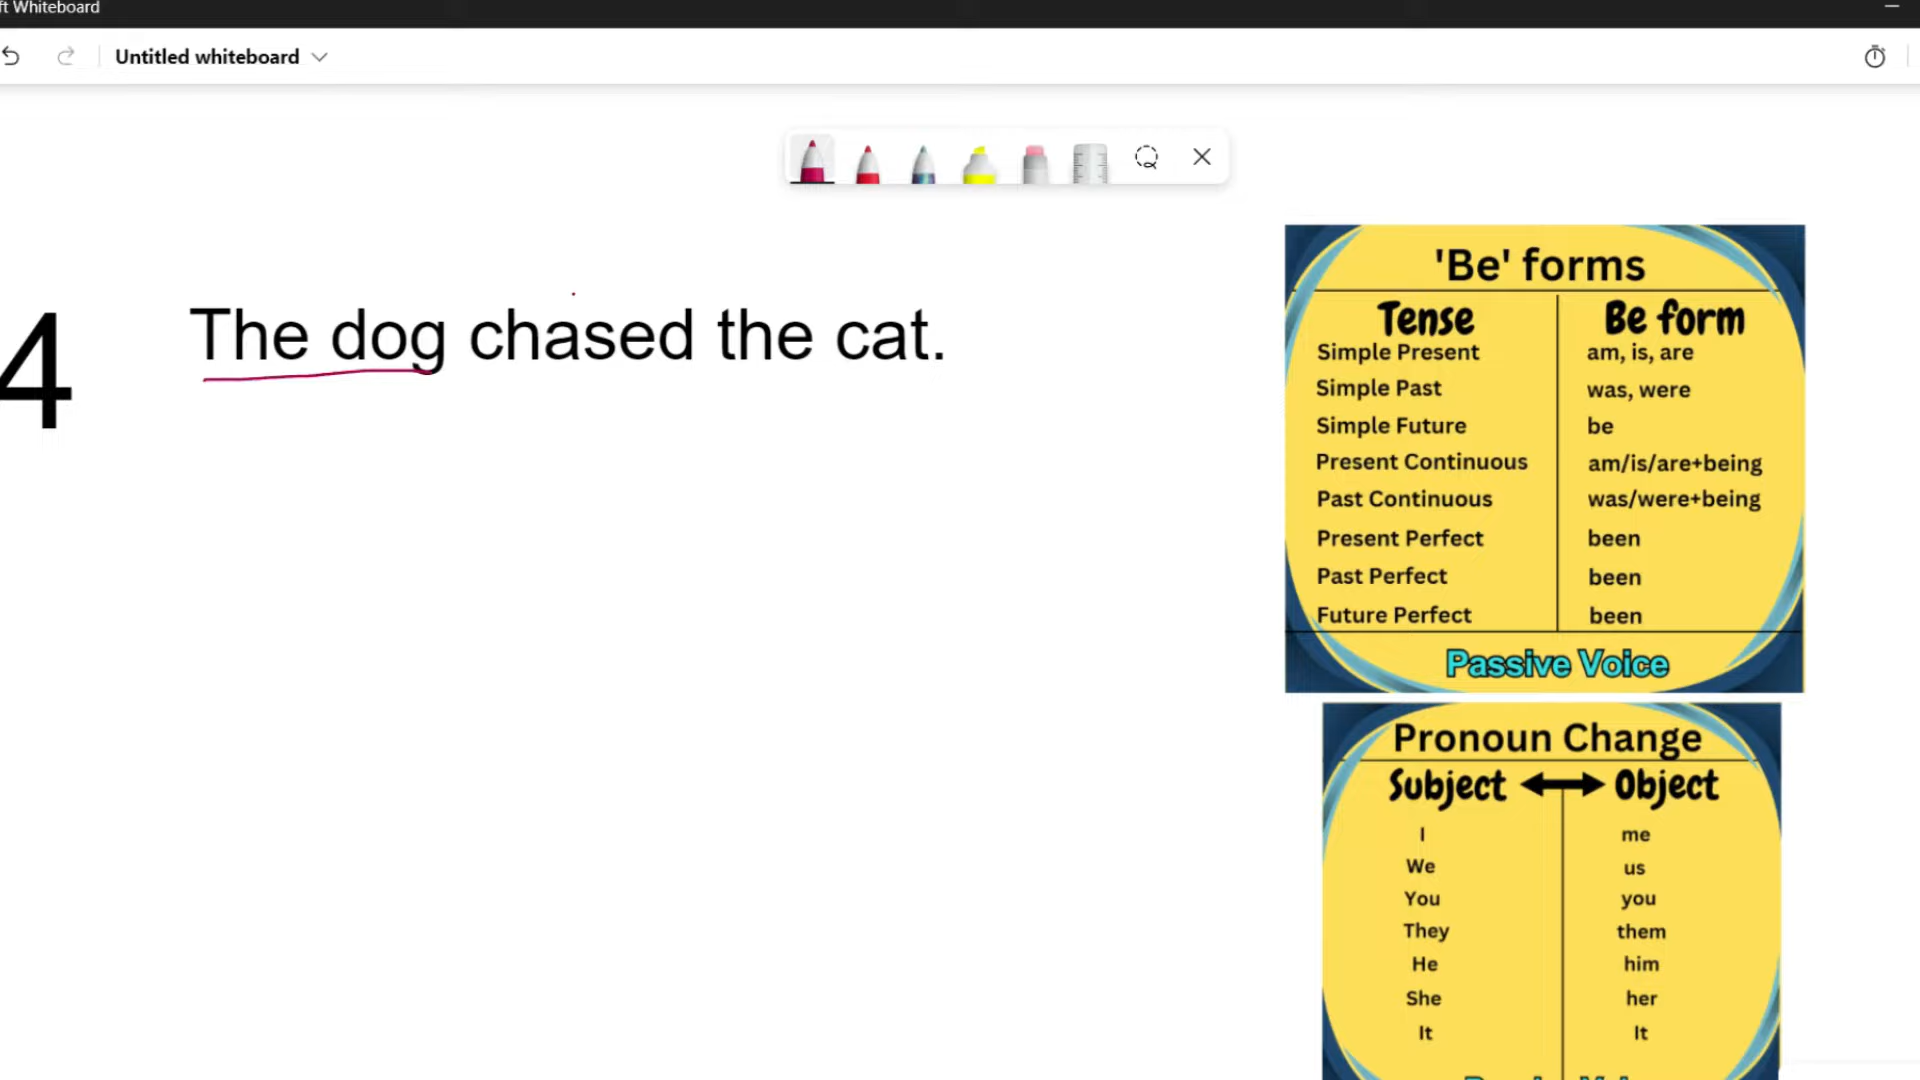 ft Whiteboard
Untitled whiteboard
4
The dog chased the cat.
'Be' forms
Tense Be form
Simple Present am, is, are
Simple Past was, were
Simple Future be
Present Continuous am/is/are+being
Past Continuous was/were+being
Present Perfect been
Past Perfect been
Future Perfect been
Passive Voice
Pronoun Change
Subject Object
I me
We us
You you
They them
He him
She her
It It